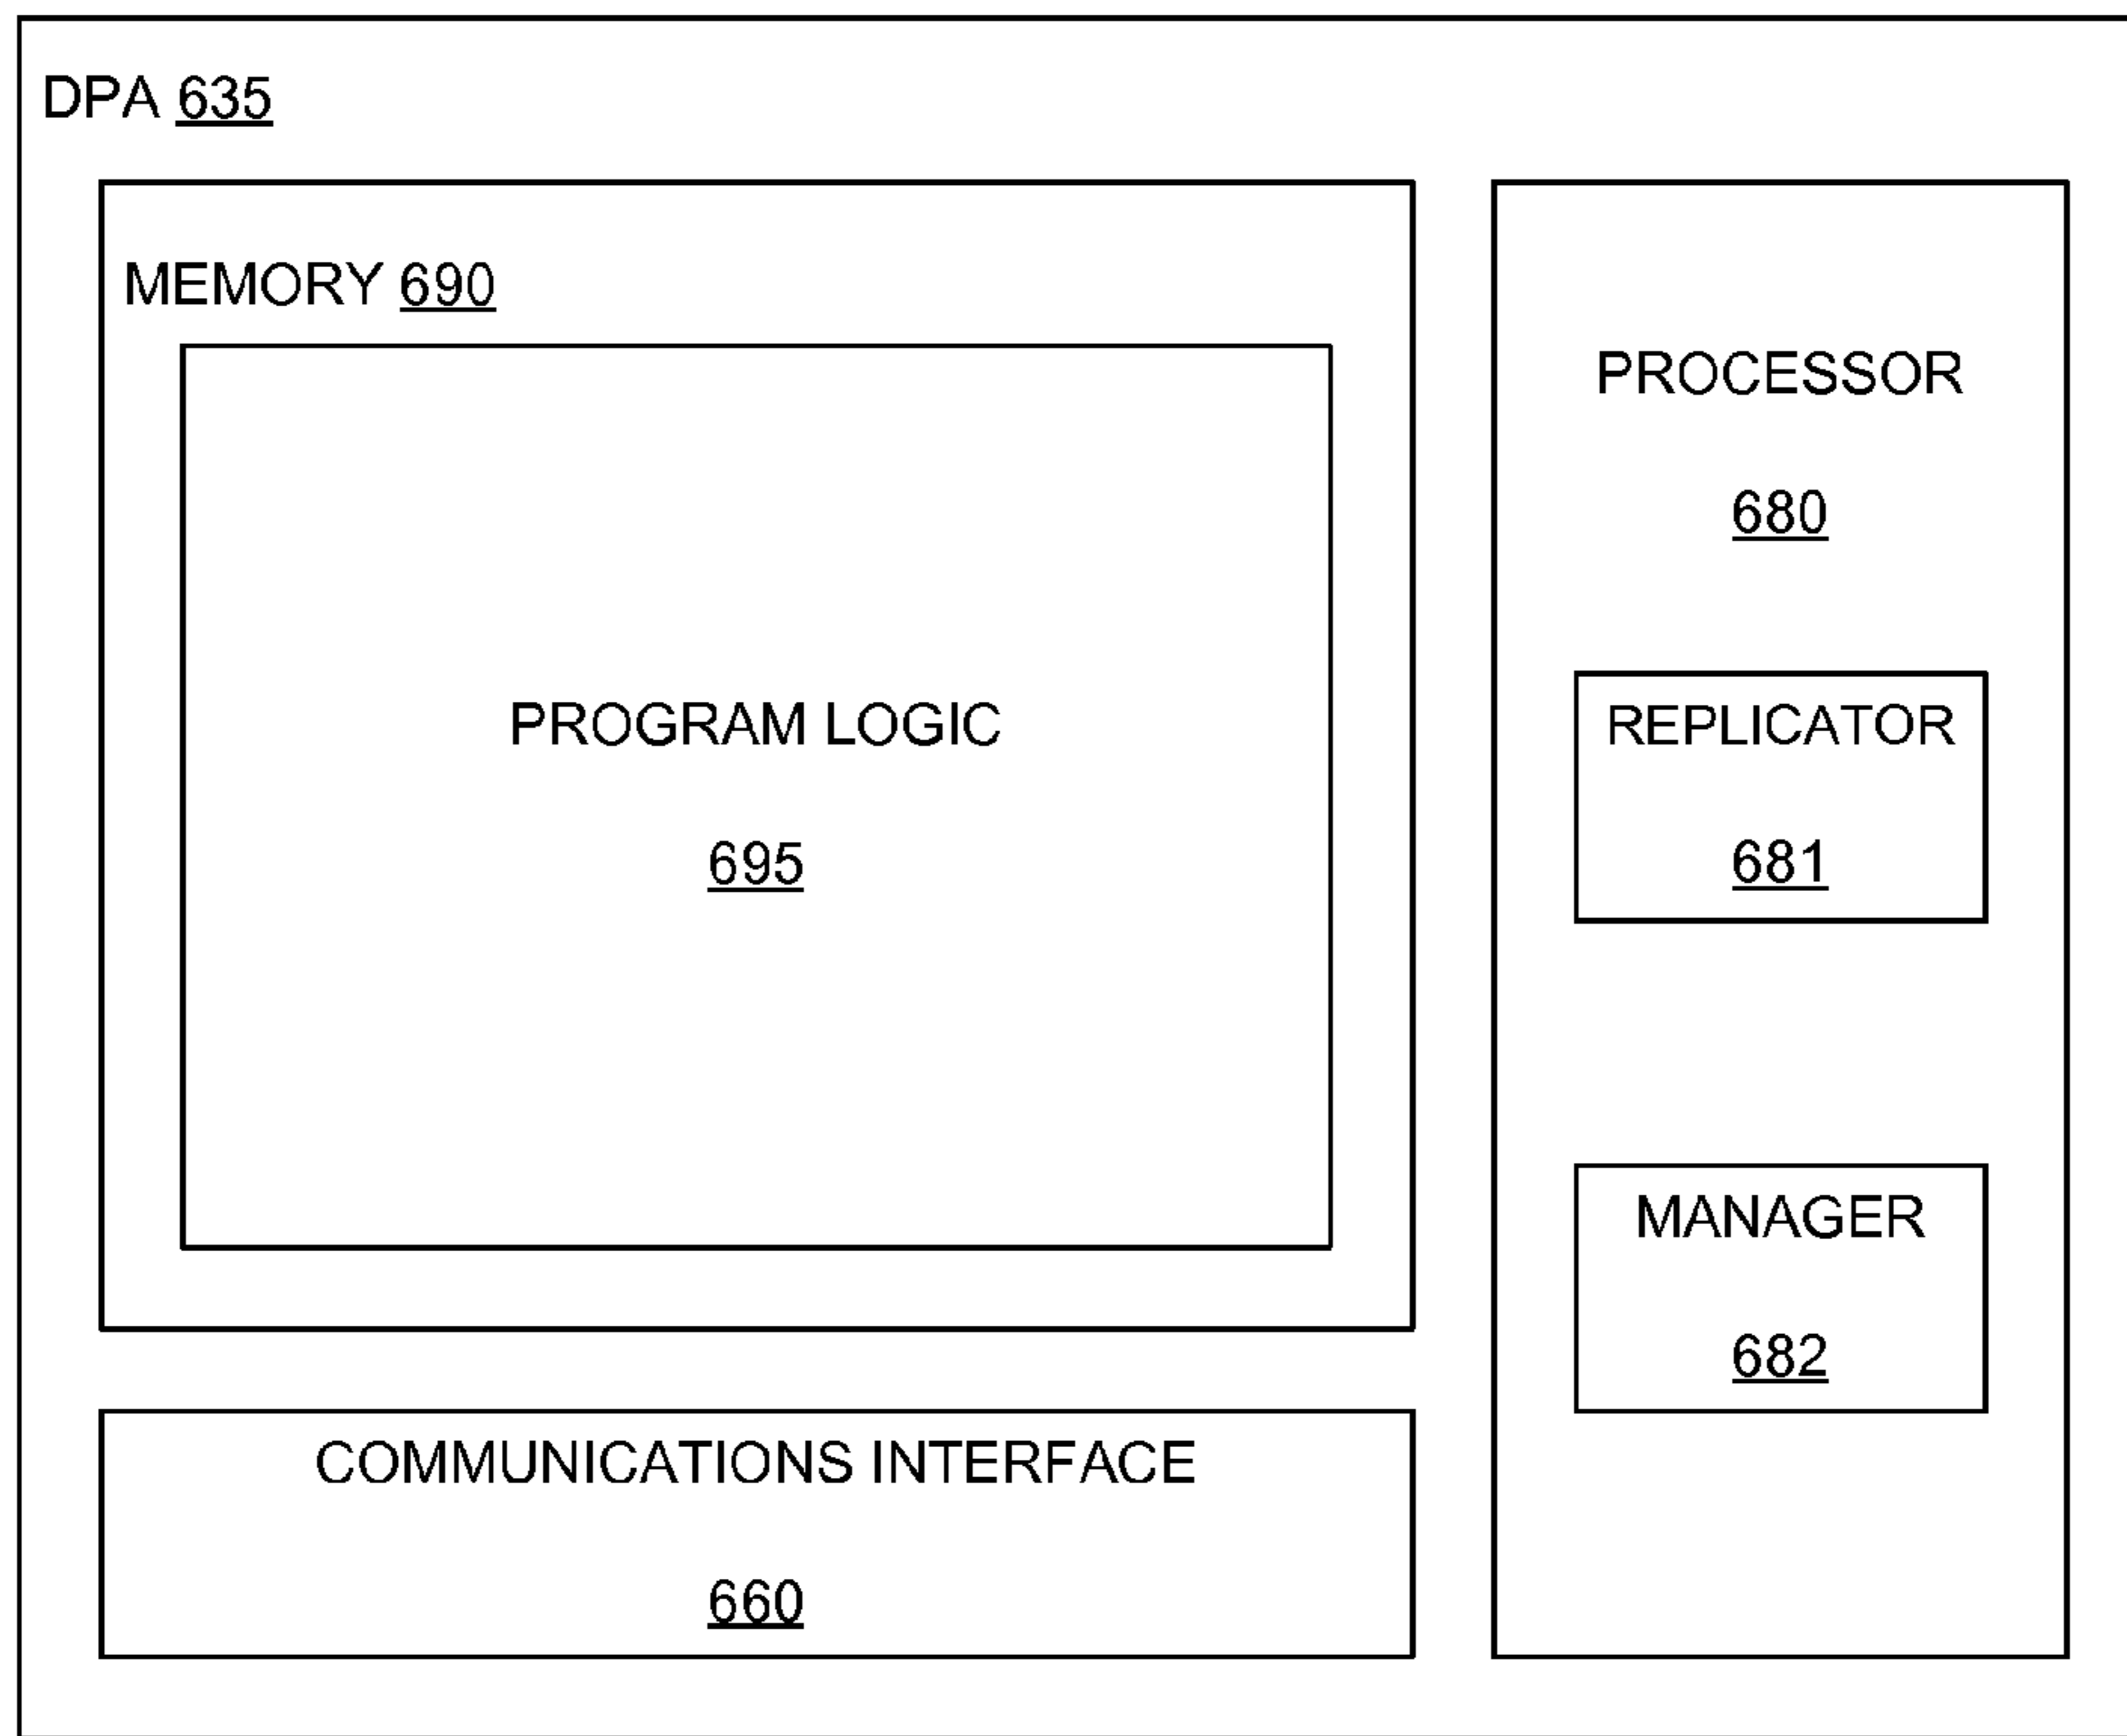 DPA 635
MEMORY 690
PROGRAM LOGIC
695
COMMUNICATIONS INTERFACE
660
PROCESSOR
680
REPLICATOR
681
MANAGER
682